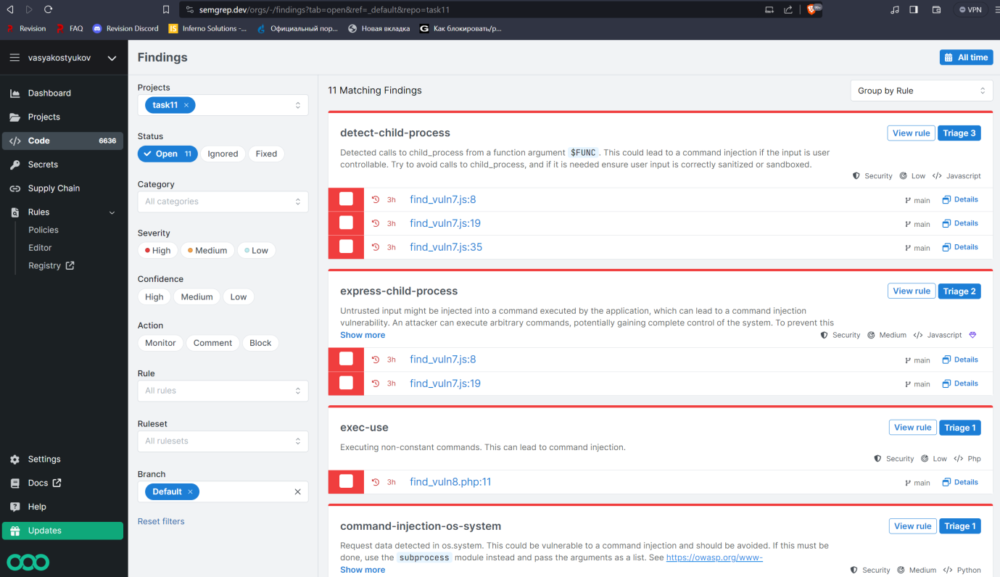 semgrep.dev/orgs/-/findings?tab=open&ref=_default&repo=task11
99+
VPN
Revision
FAQ
Revision Discord
IS
Inferno Solutions -...
Официальный пор...
Новая вкладка
G
Как блокировать/р...
vasyakostyukov
Dashboard
Projects
Code
6636
Secrets
Supply Chain
Rules
Policies
Editor
Registry
Settings
Docs
Help
Updates
Findings
All time
Projects
task11 ×
Status
Open 11
Ignored
Fixed
Category
All categories
Severity
High
Medium
Low
Confidence
High
Medium
Low
Action
Monitor
Comment
Block
Rule
All rules
Ruleset
All rulesets
Branch
Default ×
Reset filters
11 Matching Findings
Group by Rule
detect-child-process
View rule
Triage 3
Detected calls to child_process from a function argument $FUNC . This could lead to a command injection if the input is user
controllable. Try to avoid calls to child_process, and if it is needed ensure user input is correctly sanitized or sandboxed.
Security Low </> Javascript
3h find_vuln7.js:8 main Details
3h find_vuln7.js:19 main Details
3h find_vuln7.js:35 main Details
express-child-process
View rule
Triage 2
Untrusted input might be injected into a command executed by the application, which can lead to a command injection
vulnerability. An attacker can execute arbitrary commands, potentially gaining complete control of the system. To prevent this
Show more
Security Medium </> Javascript
3h find_vuln7.js:8 main Details
3h find_vuln7.js:19 main Details
exec-use
View rule
Triage 1
Executing non-constant commands. This can lead to command injection.
Security Low </> Php
3h find_vuln8.php:11 main Details
command-injection-os-system
View rule
Triage 1
Request data detected in os.system. This could be vulnerable to a command injection and should be avoided. If this must be
done, use the subprocess module instead and pass the arguments as a list. See https://owasp.org/www-
Show more
Security Medium </> Python